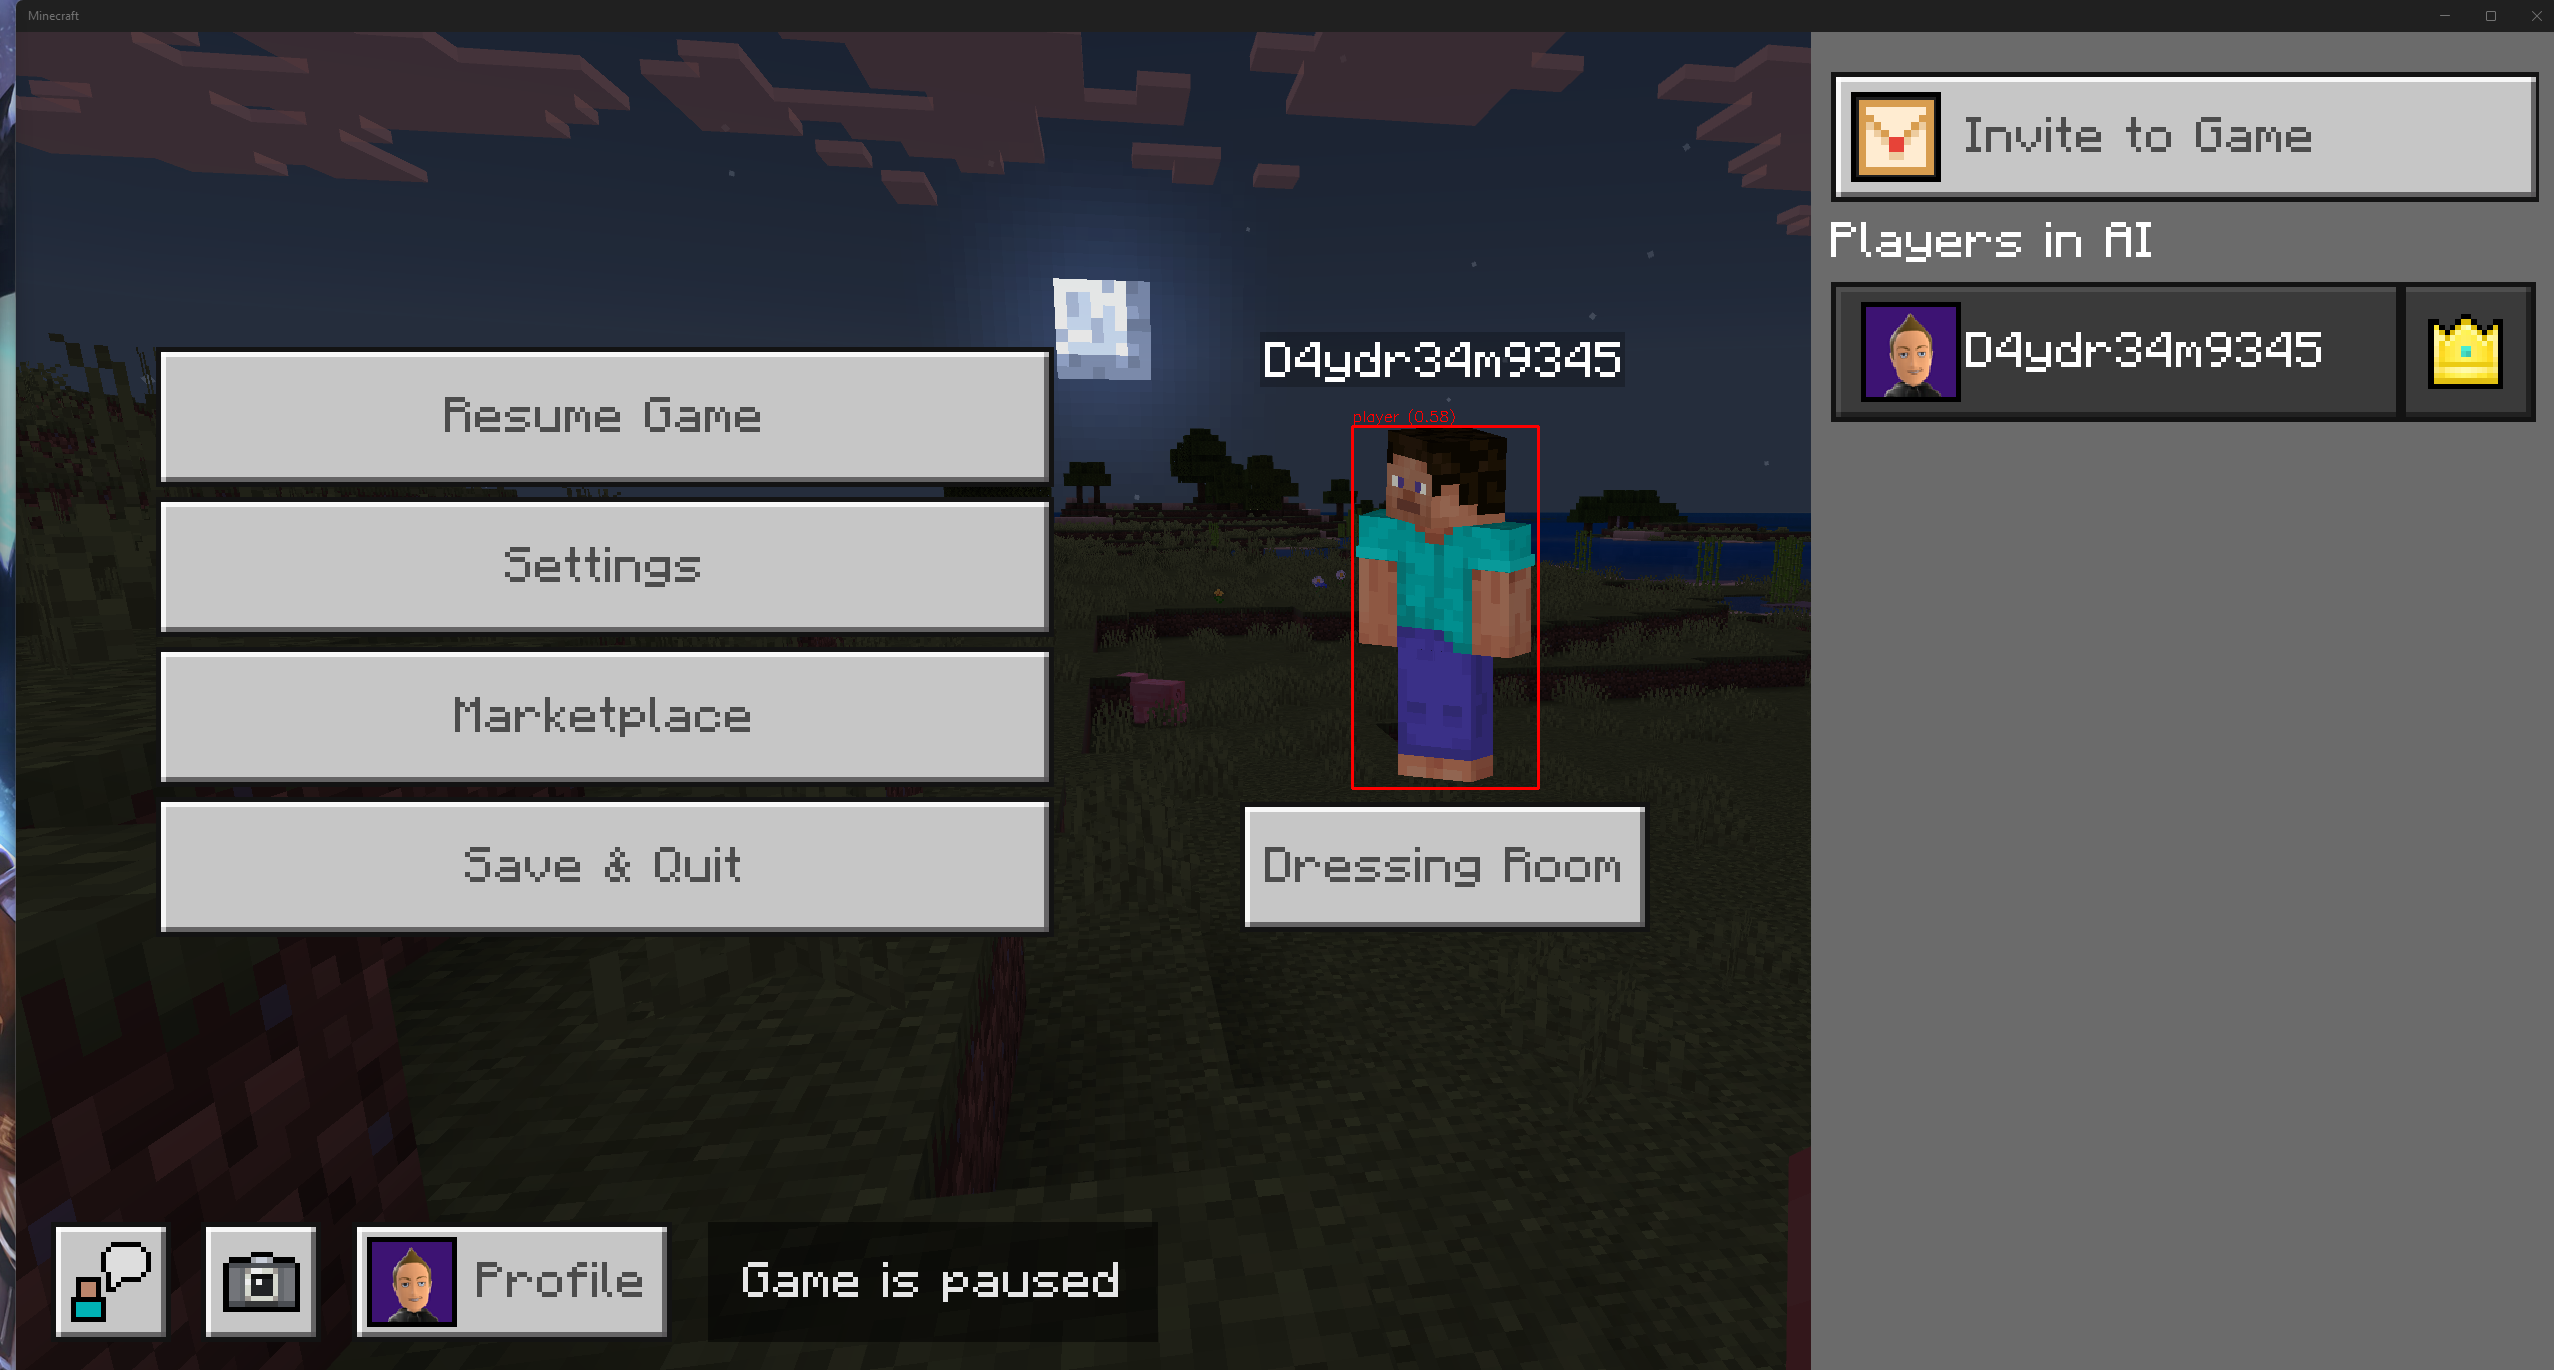 Minecraft
Invite to Game
Players in AI
D4ydr34m9345
D4ydr34m9345
player (0.58)
Resume Game
Settings
Marketplace
Save & Quit
Dressing Room
Profile
Game is paused